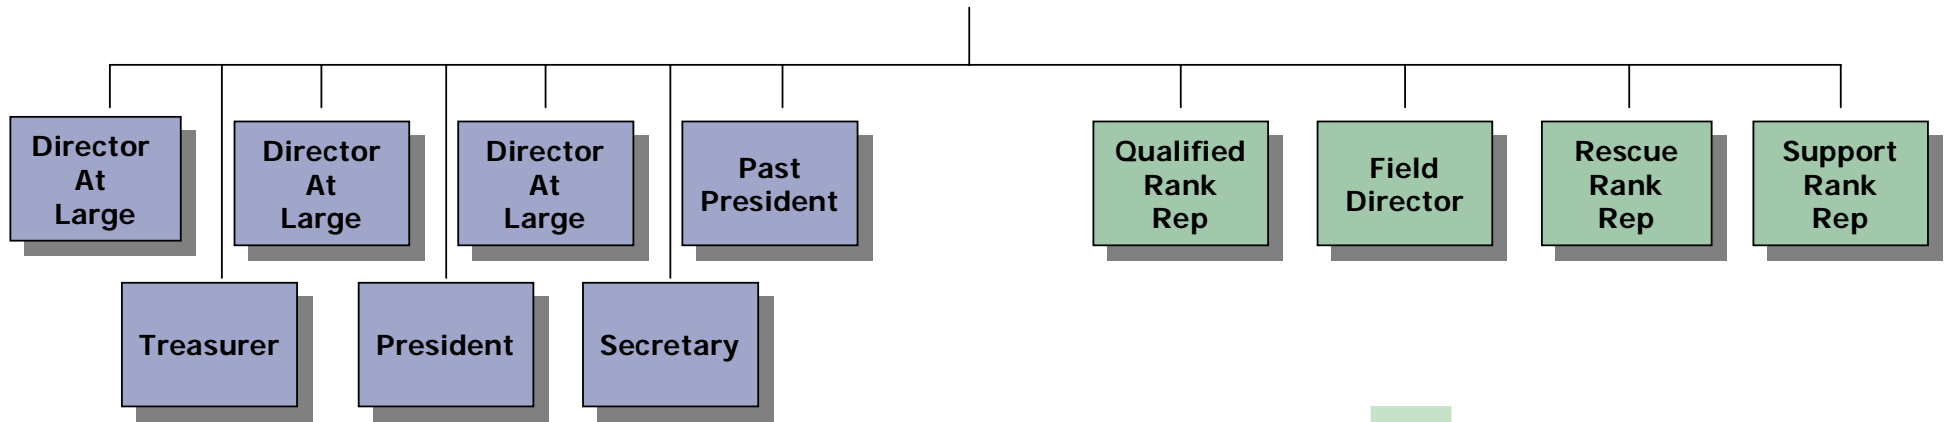 Director
At
Large
Director
At
Large
Director
At
Large
Past
President
Qualified
Rank
Rep
Field
Director
Rescue
Rank
Rep
Support
Rank
Rep
Treasurer
President
Secretary